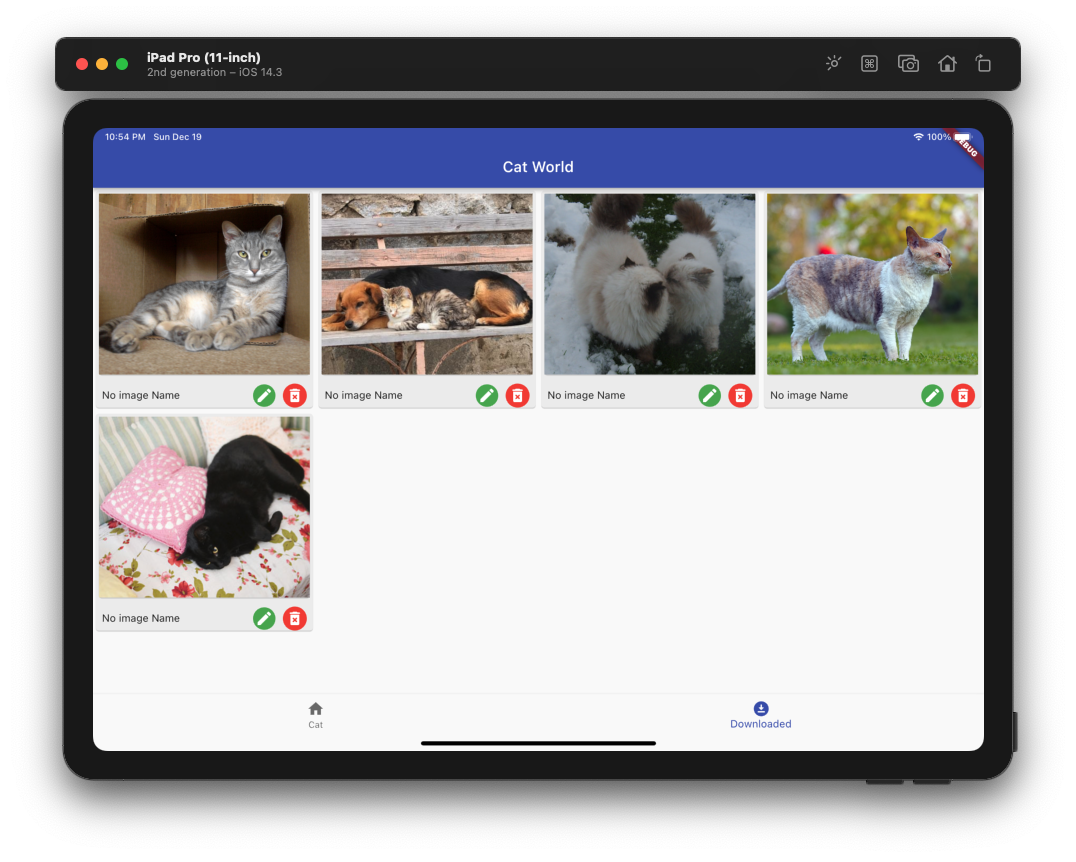 iPad Pro (11-inch)
2nd generation – iOS 14.3
10:54 PM Sun Dec 19
100%
Cat World
No image Name
No image Name
No image Name
No image Name
No image Name
Cat
Downloaded